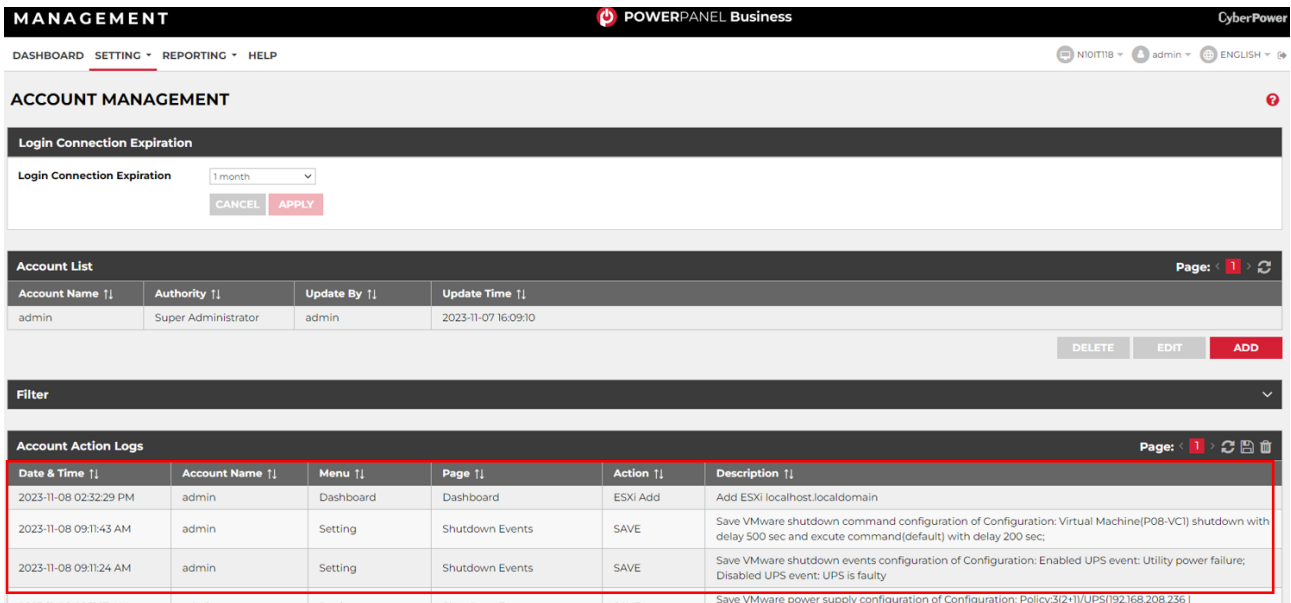 MANAGEMENT POWERPANEL Business CyberPower
DASHBOARD SETTING REPORTING HELP N10IT11B admin ENGLISH
ACCOUNT MANAGEMENT
Login Connection Expiration
Login Connection Expiration 1 month
CANCEL APPLY
Account List Page: < 1 >
Account Name Authority Update By Update Time
admin Super Administrator admin 2023-11-07 16:09:10
DELETE EDIT ADD
Filter
Account Action Logs Page: < 1 >
Date & Time Account Name Menu Page Action Description
2023-11-08 02:32:29 PM admin Dashboard Dashboard ESXi Add Add ESXi localhost.localdomain
2023-11-08 09:11:43 AM admin Setting Shutdown Events SAVE Save VMware shutdown command configuration of Configuration: Virtual Machine(P08-VC1) shutdown with
delay 500 sec and excute command(default) with delay 200 sec;
2023-11-08 09:11:24 AM admin Setting Shutdown Events SAVE Save VMware shutdown events configuration of Configuration: Enabled UPS event: Utility power failure;
Disabled UPS event: UPS is faulty
Save VMware power supply configuration of Configuration: Policy:3(2+1)/UPS(192.168.208.236 |